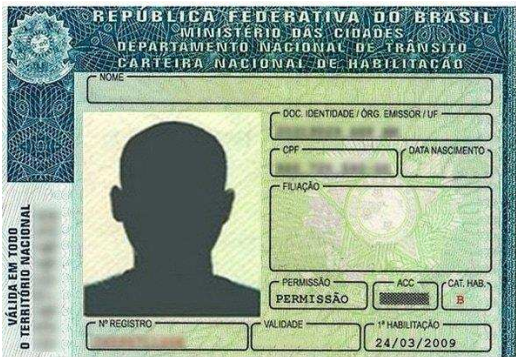 REPÚBLICA FEDERATIVA DO BRASIL
MINISTÉRIO DAS CIDADES
DEPARTAMENTO NACIONAL DE TRÂNSITO
CARTEIRA NACIONAL DE HABILITAÇÃO
NOME
DOC. IDENTIDADE / ÓRG. EMISSOR / UF
CPF
DATA NASCIMENTO
FILIAÇÃO
PERMISSÃO
ACC
CAT. HAB.
PERMISSÃO
B
Nº REGISTRO
VALIDADE
1ª HABILITAÇÃO
24/03/2009
VÁLIDA EM TODO
O TERRITÓRIO NACIONAL